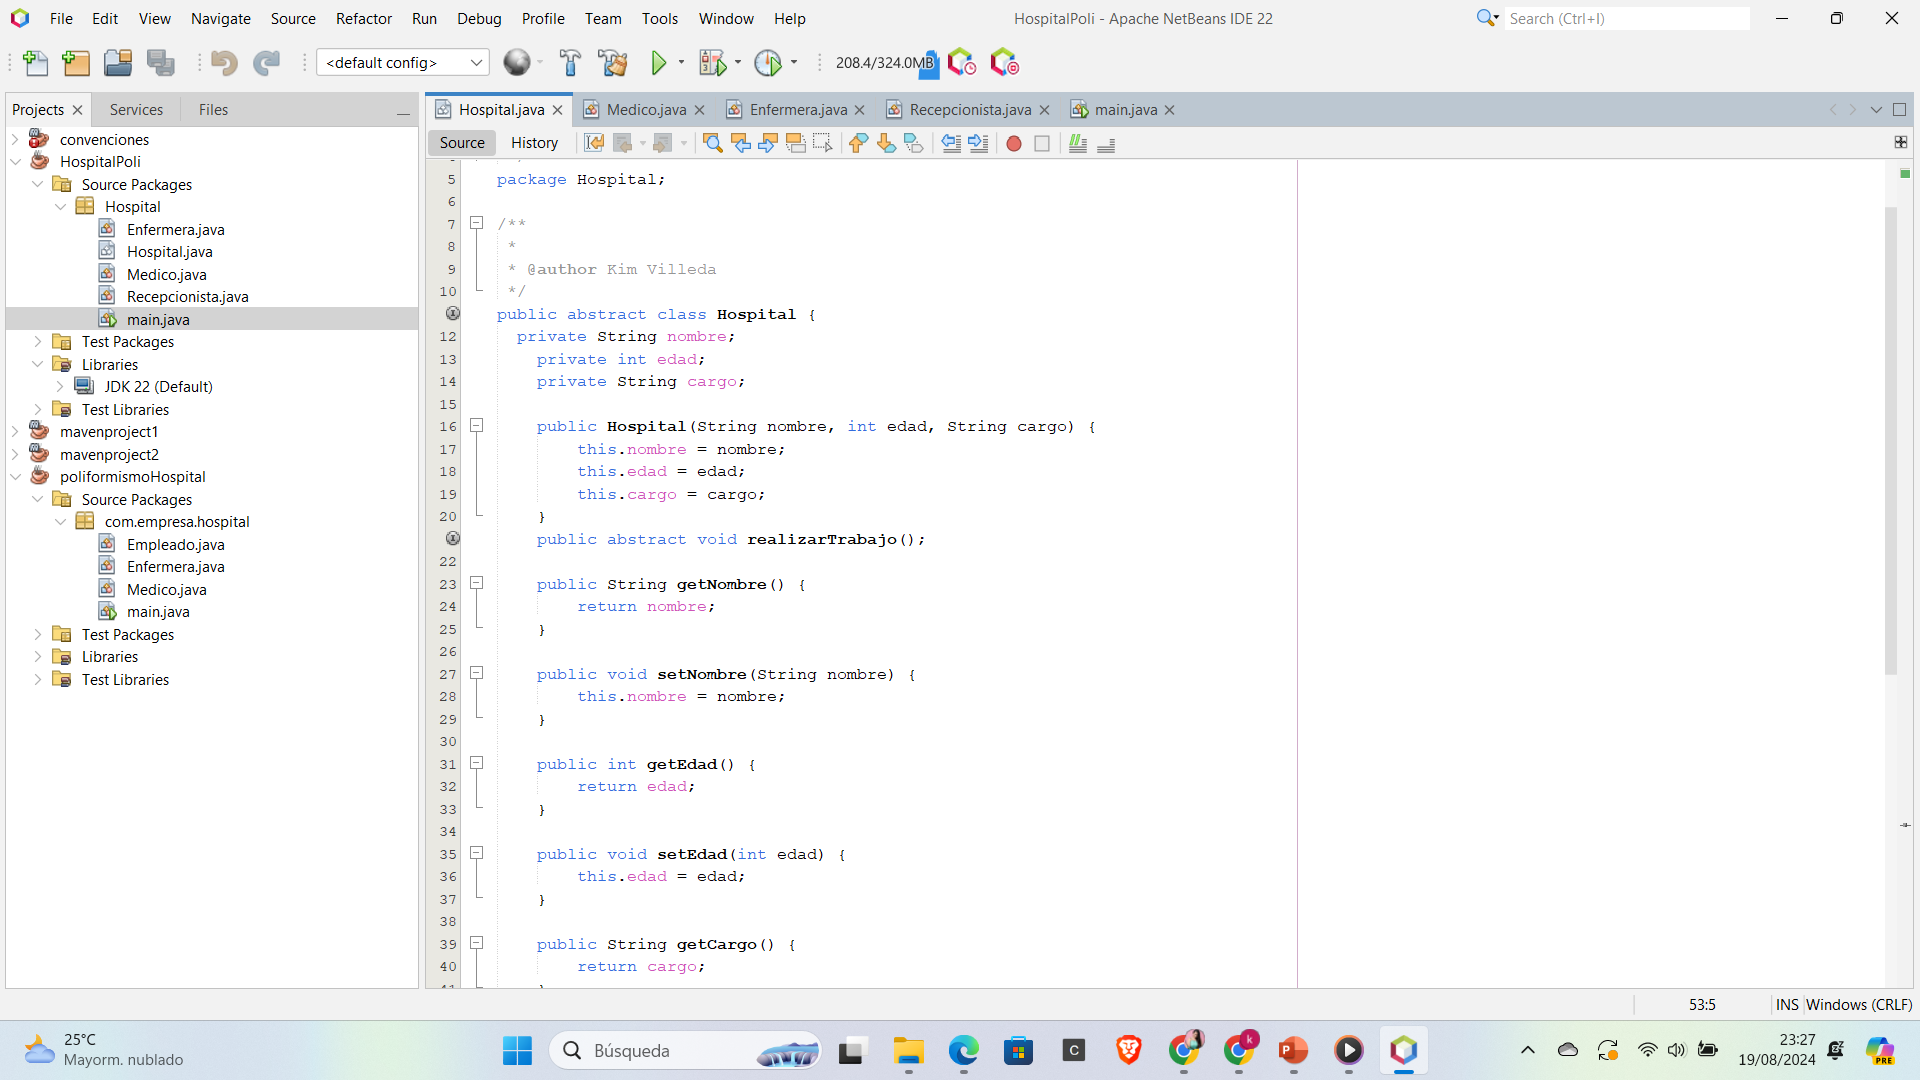 File Edit View Navigate Source Refactor Run Debug Profile Team Tools Window Help
HospitalPoli - Apache NetBeans IDE 22
Search (Ctrl+I)
<default config>
208.4/324.0MB
Projects Services Files
convenciones
HospitalPoli
Source Packages
Hospital
Enfermera.java
Hospital.java
Medico.java
Recepcionista.java
main.java
Test Packages
Libraries
JDK 22 (Default)
Test Libraries
mavenproject1
mavenproject2
poliformismoHospital
Source Packages
com.empresa.hospital
Empleado.java
Enfermera.java
Medico.java
main.java
Test Packages
Libraries
Test Libraries
Hospital.java Medico.java Enfermera.java Recepcionista.java main.java
Source History
5 package Hospital;
6
7 /**
8 *
9 * @author Kim Villeda
10 */
public abstract class Hospital {
12 private String nombre;
13 private int edad;
14 private String cargo;
15
16 public Hospital(String nombre, int edad, String cargo) {
17 this.nombre = nombre;
18 this.edad = edad;
19 this.cargo = cargo;
20 }
public abstract void realizarTrabajo();
22
23 public String getNombre() {
24 return nombre;
25 }
26
27 public void setNombre(String nombre) {
28 this.nombre = nombre;
29 }
30
31 public int getEdad() {
32 return edad;
33 }
34
35 public void setEdad(int edad) {
36 this.edad = edad;
37 }
38
39 public String getCargo() {
40 return cargo;
53:5 INS Windows (CRLF)
25°C
Mayorm. nublado
Búsqueda
23:27
19/08/2024
PRE